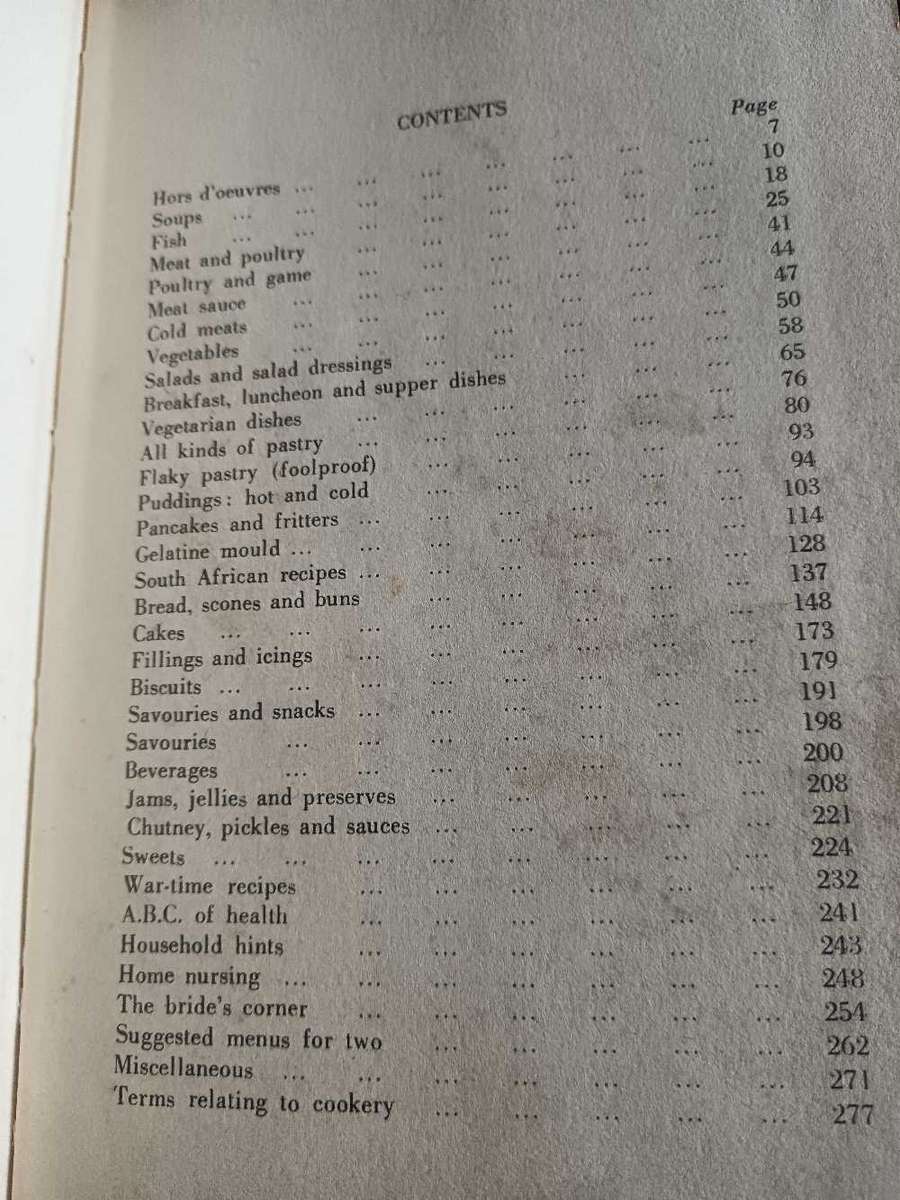 CONTENTS
Page
Hors d'oeuvres ... ... ... ... ... ... ... 7
Soups ... ... ... ... ... ... ... ... 10
Fish ... ... ... ... ... ... ... ... 18
Meat and poultry ... ... ... ... ... ... 25
Poultry and game ... ... ... ... ... ... 41
Meat sauce ... ... ... ... ... ... ... 44
Cold meats ... ... ... ... ... ... ... 47
Vegetables ... ... ... ... ... ... ... 50
Salads and salad dressings ... ... ... ... ... 58
Breakfast, luncheon and supper dishes ... ... ... 65
Vegetarian dishes ... ... ... ... ... ... 76
All kinds of pastry ... ... ... ... ... ... 80
Flaky pastry (foolproof) ... ... ... ... ... 93
Puddings: hot and cold ... ... ... ... ... 94
Pancakes and fritters ... ... ... ... ... ... 103
Gelatine mould ... ... ... ... ... ... ... 114
South African recipes ... ... ... ... ... ... 128
Bread, scones and buns ... ... ... ... ... 137
Cakes ... ... ... ... ... ... ... ... 148
Fillings and icings ... ... ... ... ... ... 173
Biscuits ... ... ... ... ... ... ... ... 179
Savouries and snacks ... ... ... ... ... ... 191
Savouries ... ... ... ... ... ... ... 198
Beverages ... ... ... ... ... ... ... 200
Jams, jellies and preserves ... ... ... ... ... 208
Chutney, pickles and sauces ... ... ... ... ... 221
Sweets ... ... ... ... ... ... ... ... 224
War-time recipes ... ... ... ... ... ... 232
A.B.C. of health ... ... ... ... ... ... 241
Household hints ... ... ... ... ... ... 243
Home nursing ... ... ... ... ... ... ... 248
The bride's corner ... ... ... ... ... ... 254
Suggested menus for two ... ... ... ... ... 262
Miscellaneous ... ... ... ... ... ... ... 271
Terms relating to cookery ... ... ... ... ... 277